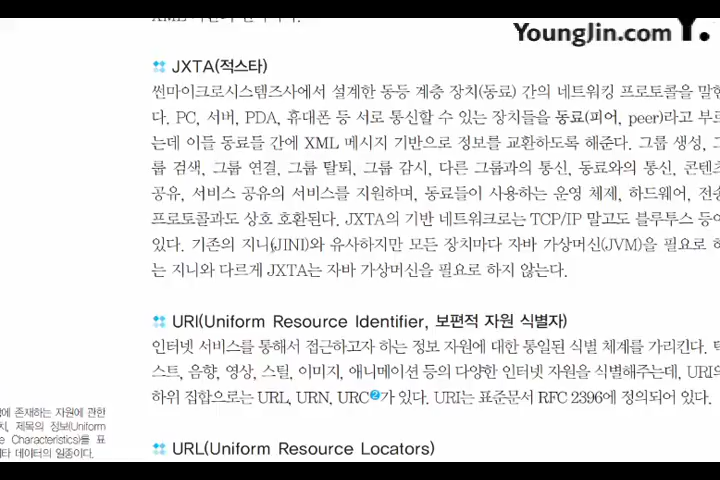 YoungJin.com Y.
JXTA(적스타)
썬마이크로시스템즈사에서 설계한 동등 계층 장치(동료) 간의 네트워킹 프로토콜을 말한
다. PC, 서버, PDA, 휴대폰 등 서로 통신할 수 있는 장치들을 동료(피어, peer)라고 부르
는데 이들 동료들 간에 XML 메시지 기반으로 정보를 교환하도록 해준다. 그룹 생성, 그
룹 검색, 그룹 연결, 그룹 탈퇴, 그룹 감시, 다른 그룹과의 통신, 동료와의 통신, 콘텐츠
공유, 서비스 공유의 서비스를 지원하며, 동료들이 사용하는 운영 체제, 하드웨어, 전송
프로토콜과도 상호 호환된다. JXTA의 기반 네트워크로는 TCP/IP 말고도 블루투스 등이
있다. 기존의 지니(JINI)와 유사하지만 모든 장치마다 자바 가상머신(JVM)을 필요로 하
는 지니와 다르게 JXTA는 자바 가상머신을 필요로 하지 않는다.
URI(Uniform Resource Identifier, 보편적 자원 식별자)
인터넷 서비스를 통해서 접근하고자 하는 정보 자원에 대한 통일된 식별 체계를 가리킨다. 텍
스트, 음향, 영상, 스틸, 이미지, 애니메이션 등의 다양한 인터넷 자원을 식별해주는데, URI의
하위 집합으로는 URL, URN, URC❷가 있다. URI는 표준문서 RFC 2396에 정의되어 있다.
에 존재하는 자원에 관한
치, 제목의 정보(Uniform
e Characteristics)를 표
타 데이터의 일종이다.
URL(Uniform Resource Locators)